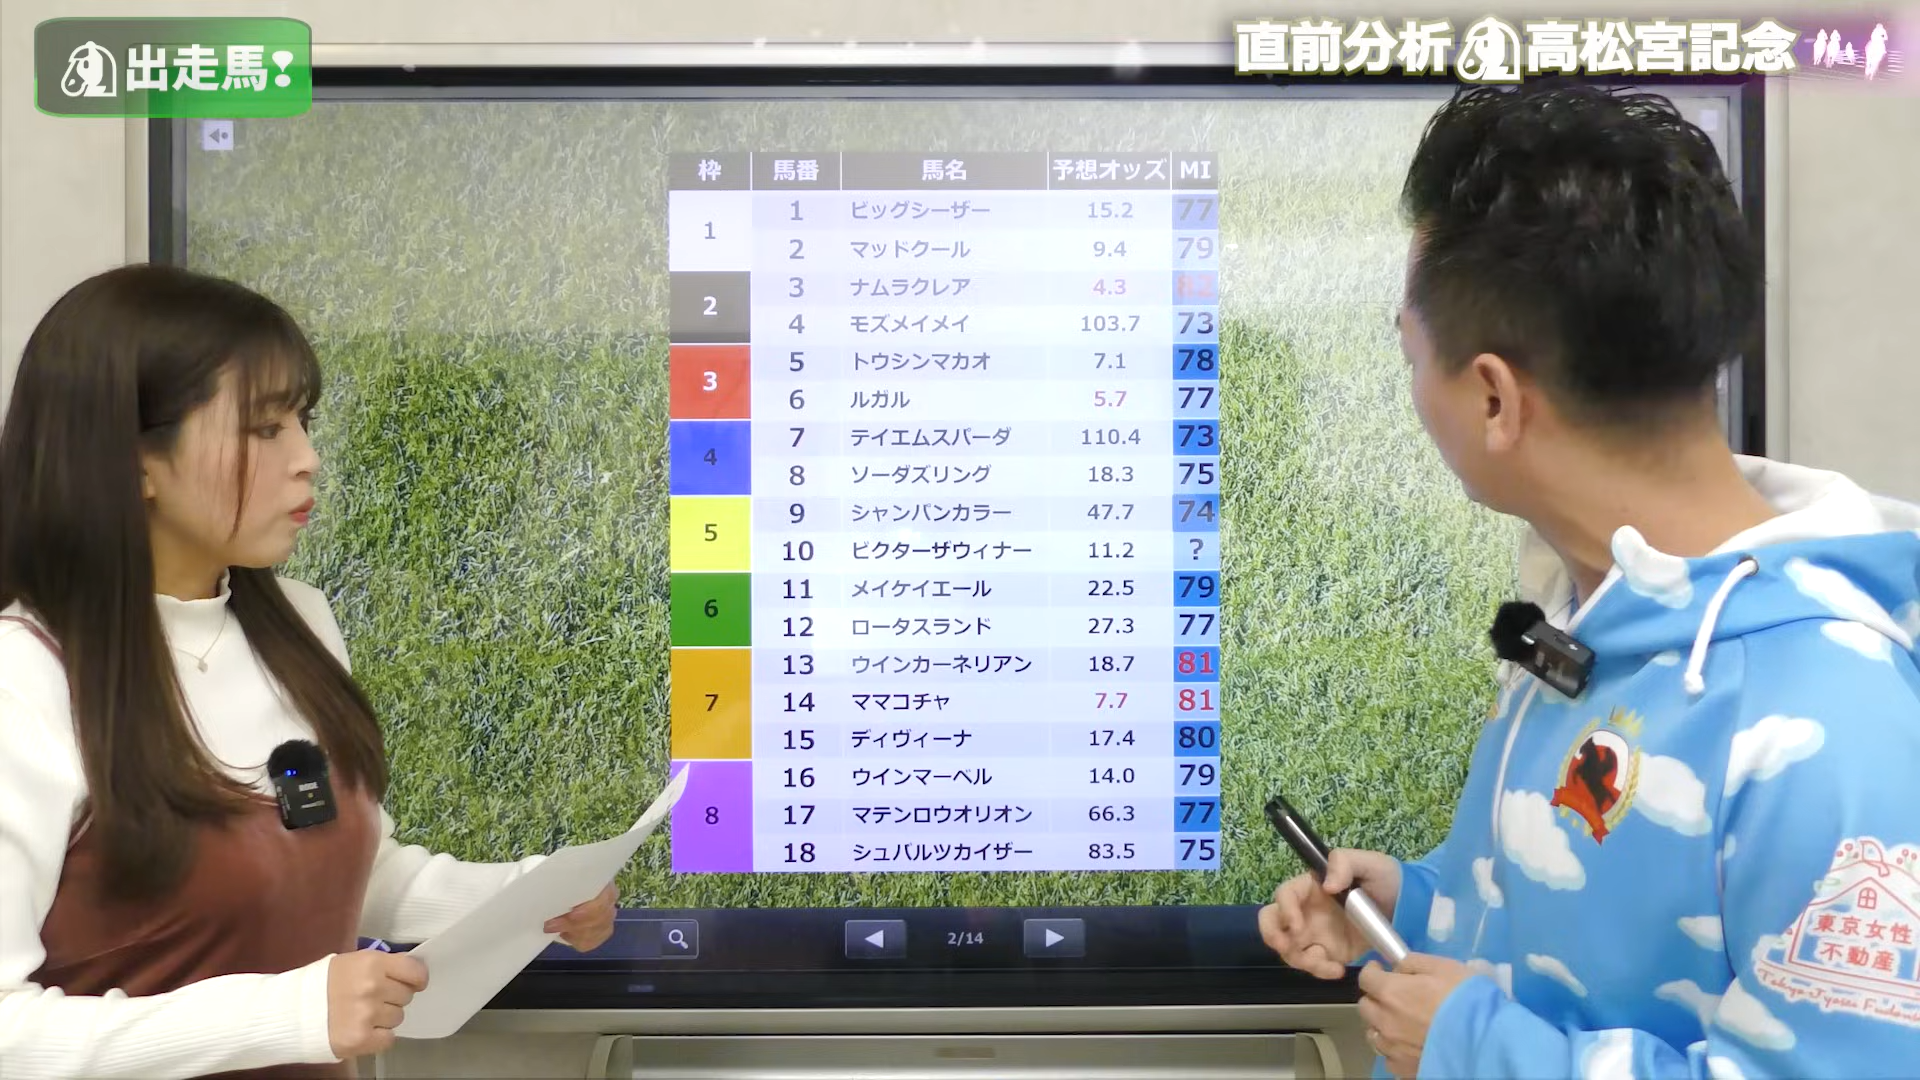 出走馬!
直前分析 高松宮記念
枠 馬番 馬名 予想オッズ MI
1 1 ビッグシーザー 15.2 77
2 マッドクール 9.4 79
2 3 ナムラクレア 4.3 82
4 モズメイメイ 103.7 73
3 5 トウシンマカオ 7.1 78
6 ルガル 5.7 77
4 7 テイエムスパーダ 110.4 73
8 ソーダズリング 18.3 75
5 9 シャンパンカラー 47.7 74
10 ビクターザウィナー 11.2 ?
6 11 メイケイエール 22.5 79
12 ロータスランド 27.3 77
7 13 ウインカーネリアン 18.7 81
14 ママコチャ 7.7 81
15 ディヴィーナ 17.4 80
8 16 ウインマーベル 14.0 79
17 マテンロウオリオン 66.3 77
18 シュバルツカイザー 83.5 75
2/14
東京女性
不動産